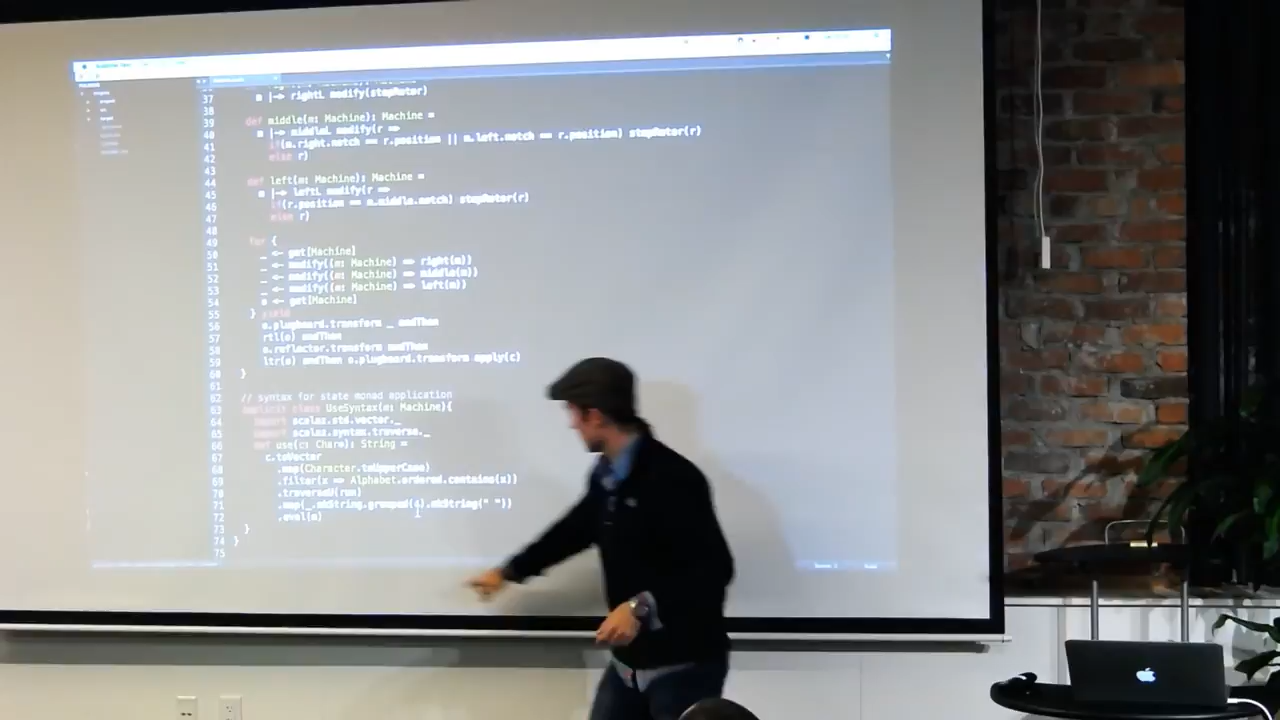 37
m |-> rightL modify(stepRotor)
38
39 def middle(m: Machine): Machine =
40 m |-> middleL modify(r =>
41 if(m.right.notch == r.position || m.left.notch == r.position) stepRotor(r)
42 else r)
43
44 def left(m: Machine): Machine =
45 m |-> leftL modify(r =>
46 if(r.position == m.middle.notch) stepRotor(r)
47 else r)
48
49 for {
50 _ <- get[Machine]
51 _ <- modify((m: Machine) => right(m))
52 _ <- modify((m: Machine) => middle(m))
53 _ <- modify((m: Machine) => left(m))
54 e <- get[Machine]
55 } yield
56 e.plugboard.transform _ andThen
57 rtl(e) andThen
58 e.reflector.transform andThen
59 ltr(e) andThen e.plugboard.transform apply(c)
60 }
61
62 // syntax for state monad application
63 implicit class UseSyntax(m: Machine){
64 import scalaz.std.vector._
65 import scalaz.syntax.traverse._
66 def use(c: Char*): String =
67 c.toVector
68 .map(Character.toUpperCase)
69 .filter(x => Alphabet.ordered.contains(x))
70 .traverseU(run)
71 .map(_.mkString.grouped(4).mkString(" "))
72 .eval(m)
73 }
74 }
75